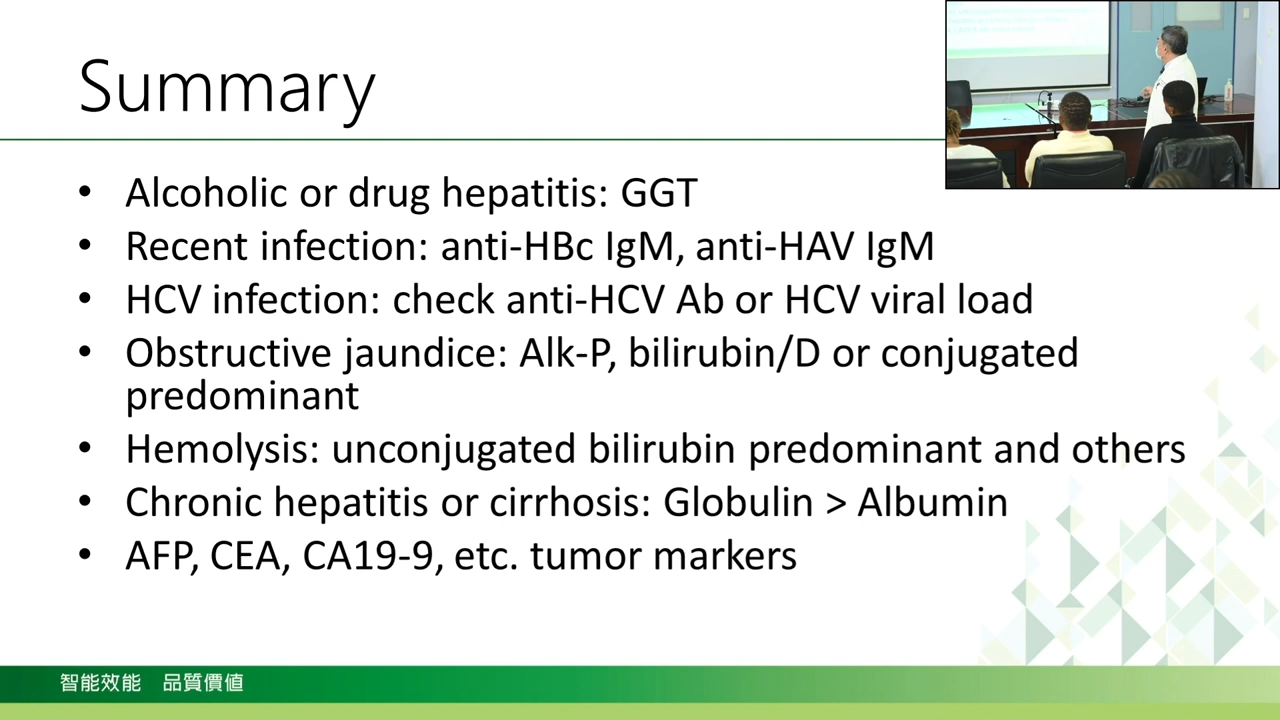 Summary
• Alcoholic or drug hepatitis: GGT
• Recent infection: anti-HBc IgM, anti-HAV IgM
• HCV infection: check anti-HCV Ab or HCV viral load
• Obstructive jaundice: Alk-P, bilirubin/D or conjugated
predominant
• Hemolysis: unconjugated bilirubin predominant and others
• Chronic hepatitis or cirrhosis: Globulin > Albumin
• AFP, CEA, CA19-9, etc. tumor markers
智能效能 品質價値